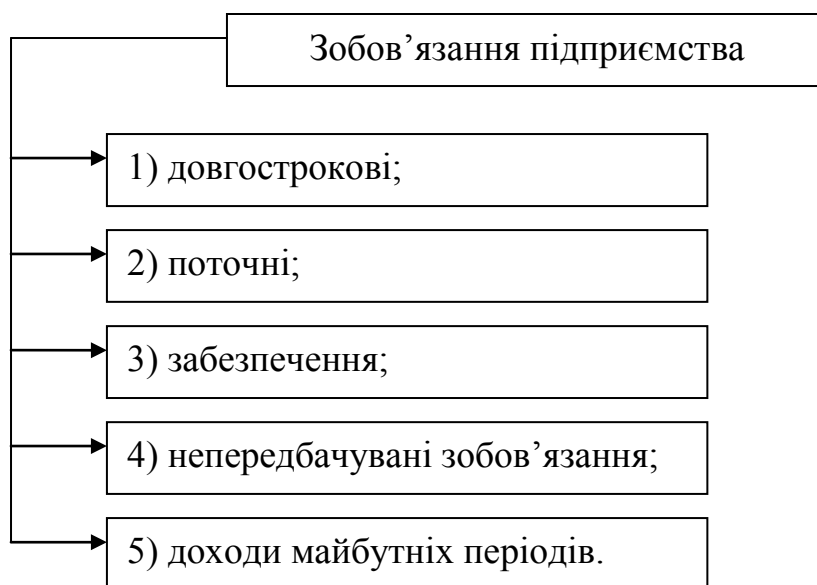 Зобов’язання підприємства
1) довгострокові;
2) поточні;
3) забезпечення;
4) непередбачувані зобов’язання;
5) доходи майбутніх періодів.